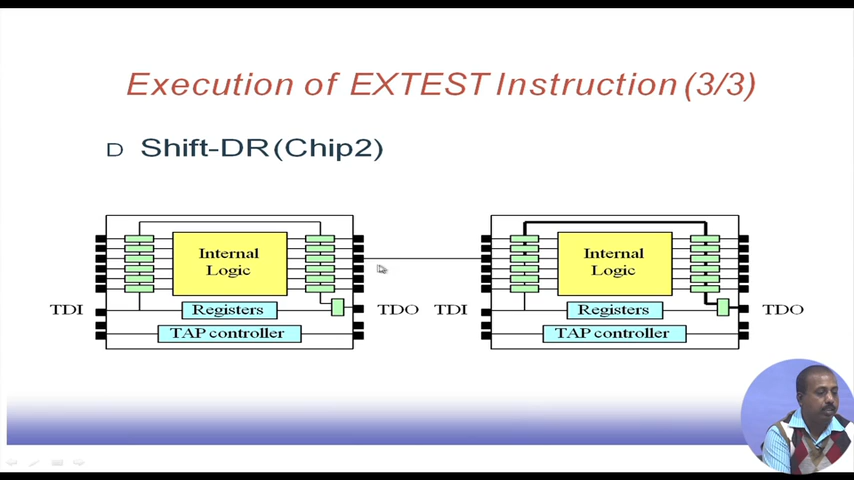 Execution of EXTEST Instruction (3/3)
D Shift-DR(Chip2)
Internal Logic
Internal Logic
TDI
Registers
TDO
TDI
Registers
TDO
TAP controller
TAP controller